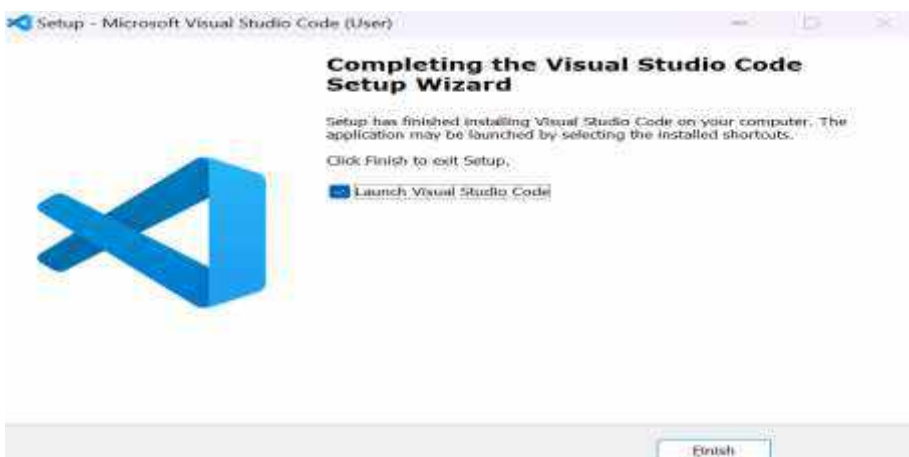 Setup - Microsoft Visual Studio Code (User)
Completing the Visual Studio Code
Setup Wizard
Setup has finished installing Visual Studio Code on your computer. The
application may be launched by selecting the installed shortcuts.
Click Finish to exit Setup.
Launch Visual Studio Code
Finish